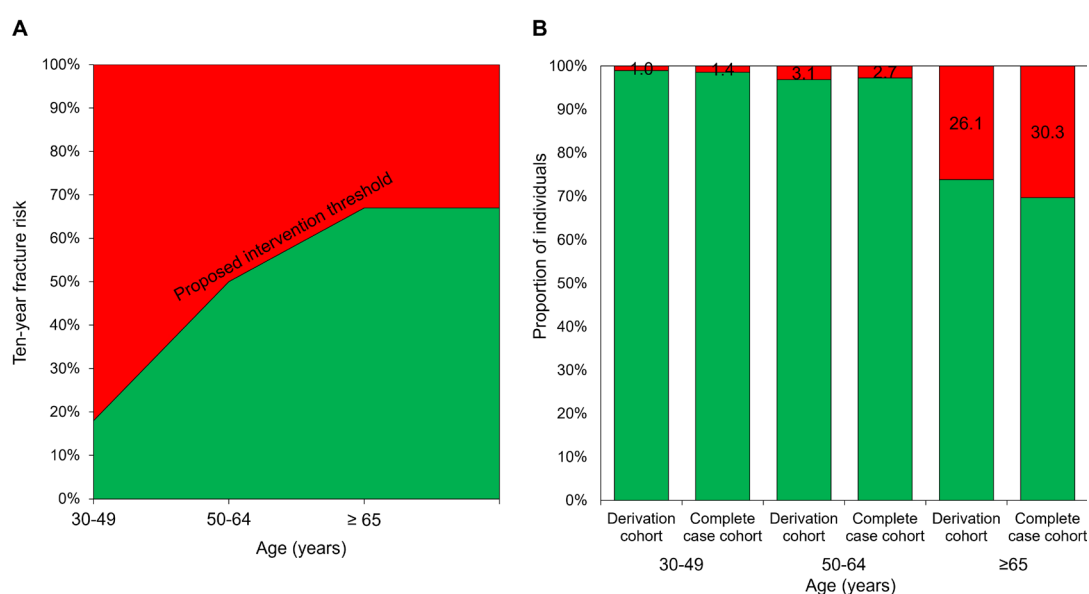 A
100%
90%
80%
70%
60%
50%
40%
30%
20%
10%
0%
Ten-year fracture risk
Proposed intervention threshold
30-49 50-64 ≥ 65
Age (years)
B
100%
90%
80%
70%
60%
50%
40%
30%
20%
10%
0%
Proportion of individuals
1.0 1.4 3.1 2.7 26.1 30.3
Derivation Complete Derivation Complete Derivation Complete
cohort case cohort cohort case cohort cohort case cohort
30-49 50-64 ≥65
Age (years)